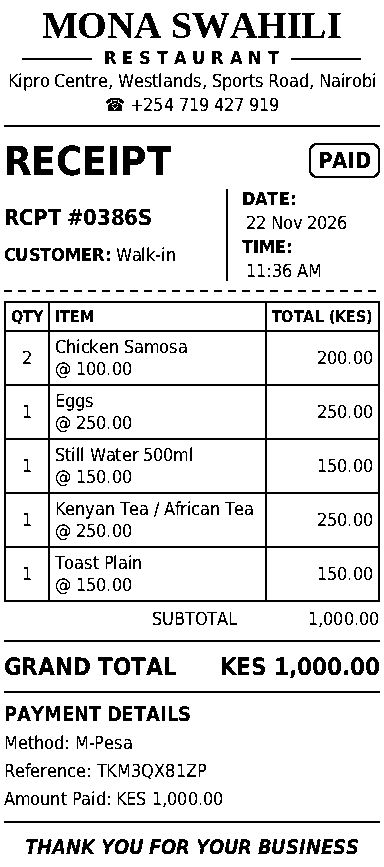 MONA SWAHILI
RESTAURANT
Kipro Centre, Westlands, Sports Road, Nairobi
☎ +254 719 427 919
RECEIPT
PAID
RCPT #0386S
CUSTOMER: Walk-in
DATE:
22 Nov 2026
TIME:
11:36 AM
QTY ITEM TOTAL (KES)
2 Chicken Samosa 200.00
@ 100.00
1 Eggs 250.00
@ 250.00
1 Still Water 500ml 150.00
@ 150.00
1 Kenyan Tea / African Tea 250.00
@ 250.00
1 Toast Plain 150.00
@ 150.00
SUBTOTAL 1,000.00
GRAND TOTAL KES 1,000.00
PAYMENT DETAILS
Method: M-Pesa
Reference: TKM3QX81ZP
Amount Paid: KES 1,000.00
THANK YOU FOR YOUR BUSINESS